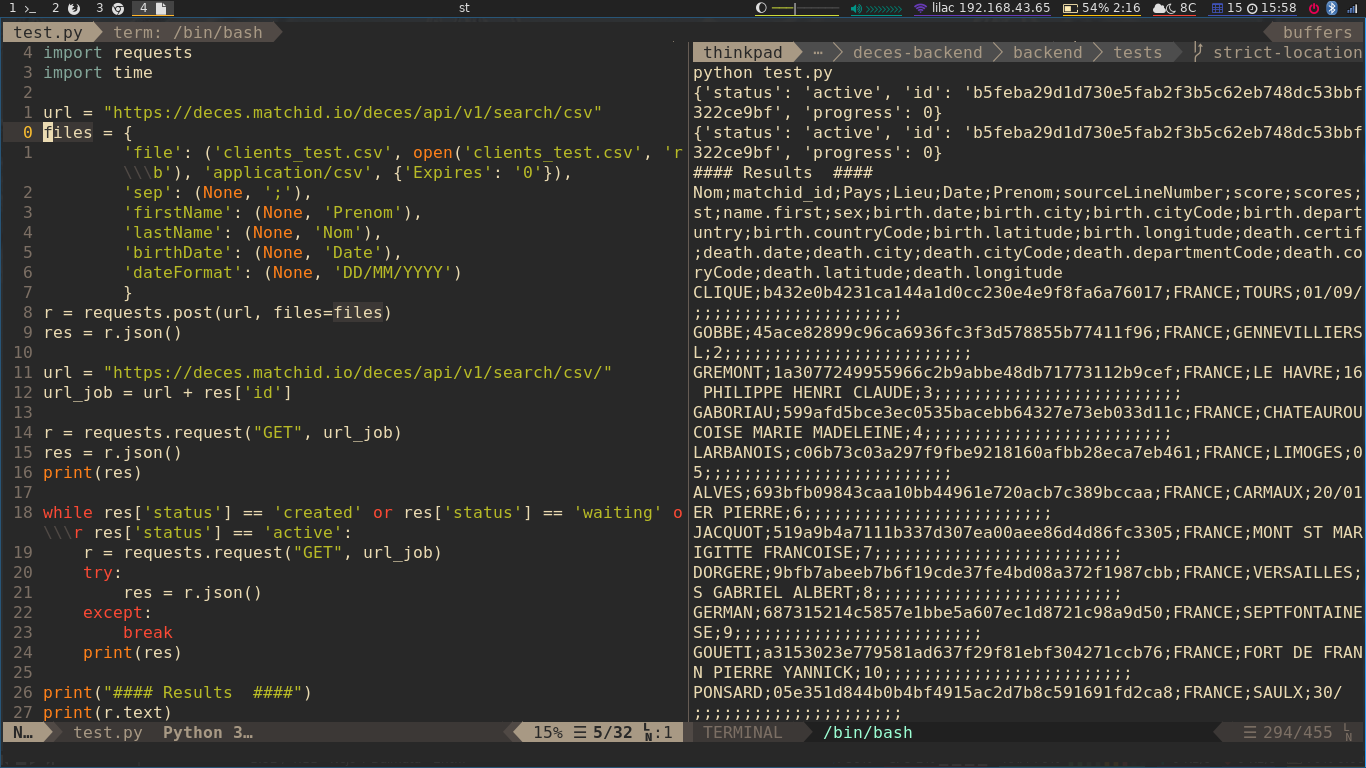 1 2 3 4 st lilac 192.168.43.65 54% 2:16 8C 15 15:58
test.py term: /bin/bash buffers
4 import requests
3 import time
2
1 url = "https://deces.matchid.io/deces/api/v1/search/csv"
0 files = {
1 'file': ('clients_test.csv', open('clients_test.csv', 'r
\\\b'), 'application/csv', {'Expires': '0'}),
2 'sep': (None, ';'),
3 'firstName': (None, 'Prenom'),
4 'lastName': (None, 'Nom'),
5 'birthDate': (None, 'Date'),
6 'dateFormat': (None, 'DD/MM/YYYY')
7 }
8 r = requests.post(url, files=files)
9 res = r.json()
10
11 url = "https://deces.matchid.io/deces/api/v1/search/csv/"
12 url_job = url + res['id']
13
14 r = requests.request("GET", url_job)
15 res = r.json()
16 print(res)
17
18 while res['status'] == 'created' or res['status'] == 'waiting' o
\\\r res['status'] == 'active':
19 r = requests.request("GET", url_job)
20 try:
21 res = r.json()
22 except:
23 break
24 print(res)
25
26 print("#### Results  ####")
27 print(r.text)
N… test.py Python 3… 15% ☰ 5/32 LN:1
thinkpad ⋯ deces-backend backend tests strict-location
python test.py
{'status': 'active', 'id': 'b5feba29d1d730e5fab2f3b5c62eb748dc53bbf
322ce9bf', 'progress': 0}
{'status': 'active', 'id': 'b5feba29d1d730e5fab2f3b5c62eb748dc53bbf
322ce9bf', 'progress': 0}
#### Results  ####
Nom;matchid_id;Pays;Lieu;Date;Prenom;sourceLineNumber;score;scores;
st;name.first;sex;birth.date;birth.city;birth.cityCode;birth.depart
untry;birth.countryCode;birth.latitude;birth.longitude;death.certif
;death.date;death.city;death.cityCode;death.departmentCode;death.co
ryCode;death.latitude;death.longitude
CLIQUE;b432e0b4231ca144a1d0cc230e4e9f8fa6a76017;FRANCE;TOURS;01/09/
;;;;;;;;;;;;;;;;;;;;;
GOBBE;45ace82899c96ca6936fc3f3d578855b77411f96;FRANCE;GENNEVILLIERS
L;2;;;;;;;;;;;;;;;;;;;;;;;;;
GREMONT;1a3077249955966c2b9abbe48db71773112b9cef;FRANCE;LE HAVRE;16
PHILIPPE HENRI CLAUDE;3;;;;;;;;;;;;;;;;;;;;;;;;;
GABORIAU;599afd5bce3ec0535bacebb64327e73eb033d11c;FRANCE;CHATEAUROU
COISE MARIE MADELEINE;4;;;;;;;;;;;;;;;;;;;;;;;;;
LARBANOIS;c06b73c03a297f9fbe9218160afbb28eca7eb461;FRANCE;LIMOGES;0
5;;;;;;;;;;;;;;;;;;;;;;;;;
ALVES;693bfb09843caa10bb44961e720acb7c389bccaa;FRANCE;CARMAUX;20/01
ER PIERRE;6;;;;;;;;;;;;;;;;;;;;;;;;;
JACQUOT;519a9b4a7111b337d307ea00aee86d4d86fc3305;FRANCE;MONT ST MAR
IGITTE FRANCOISE;7;;;;;;;;;;;;;;;;;;;;;;;;;
DORGERE;9bfb7abeeb7b6f19cde37fe4bd08a372f1987cbb;FRANCE;VERSAILLES;
S GABRIEL ALBERT;8;;;;;;;;;;;;;;;;;;;;;;;;;
GERMAN;687315214c5857e1bbe5a607ec1d8721c98a9d50;FRANCE;SEPTFONTAINE
SE;9;;;;;;;;;;;;;;;;;;;;;;;;;
GOUETI;a3153023e779581ad637f29f81ebf304271ccb76;FRANCE;FORT DE FRAN
N PIERRE YANNICK;10;;;;;;;;;;;;;;;;;;;;;;;;;
PONSARD;05e351d844b0b4bf4915ac2d7b8c591691fd2ca8;FRANCE;SAULX;30/
;;;;;;;;;;;;;;;;;;;;;
TERMINAL /bin/bash ☰ 294/455 LN